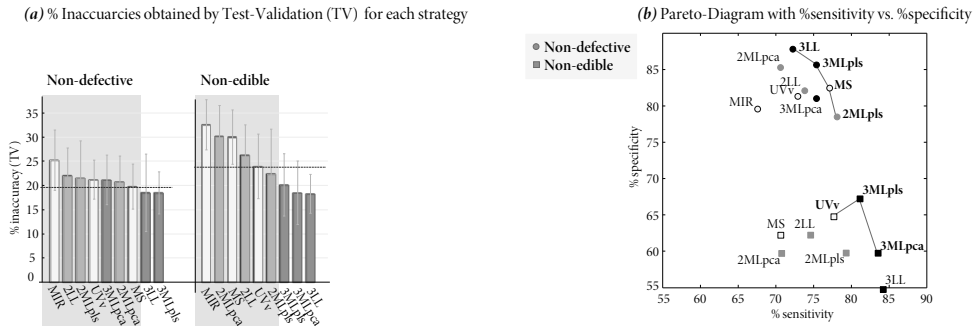 (a) % Inaccuarcies obtained by Test-Validation (TV) for each strategy
Non-defective
Non-edible
% inaccuracy (TV)
35
30
25
20
15
10
5
0
MIR
2LL
2MLpls
UVv
3MLpca
2MLpca
MS
3LL
3MLpls
MIR
2MLpca
MS
2LL
UVv
2MLpls
3MLpls
3MLpca
3LL
(b) Pareto-Diagram with %sensitivity vs. %specificity
Non-defective
Non-edible
% specificity
85
80
75
70
65
60
55
55
60
65
70
75
80
85
90
% sensitivity
3LL
2MLpca
3MLpls
2LL
UVv
MS
MIR
3MLpca
2MLpls
3MLpls
UVv
MS
2LL
3MLpca
2MLpca
2MLpls
3LL